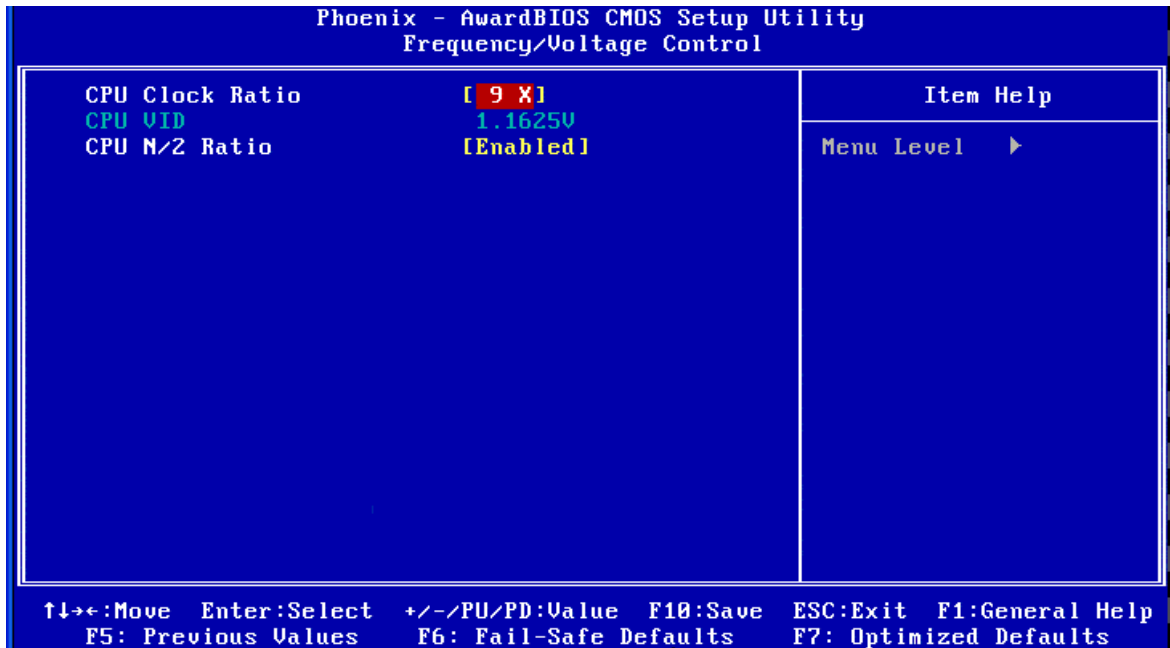 Phoenix - AwardBIOS CMOS Setup Utility
Frequency/Voltage Control
CPU Clock Ratio [ 9 X]
CPU VID 1.1625V
CPU N/2 Ratio [Enabled]
Item Help
Menu Level ▶
↑↓→←:Move Enter:Select +/-/PU/PD:Value F10:Save ESC:Exit F1:General Help
F5: Previous Values F6: Fail-Safe Defaults F7: Optimized Defaults